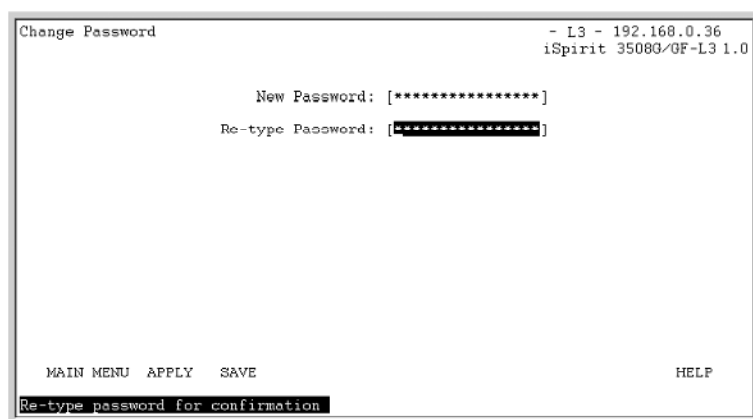 Change Password - L3 - 192.168.0.36
iSpirit 3508G/GF-L3 1.0
New Password: [****************]
Re-type Password: [****************]
MAIN MENU APPLY SAVE HELP
Re-type password for confirmation